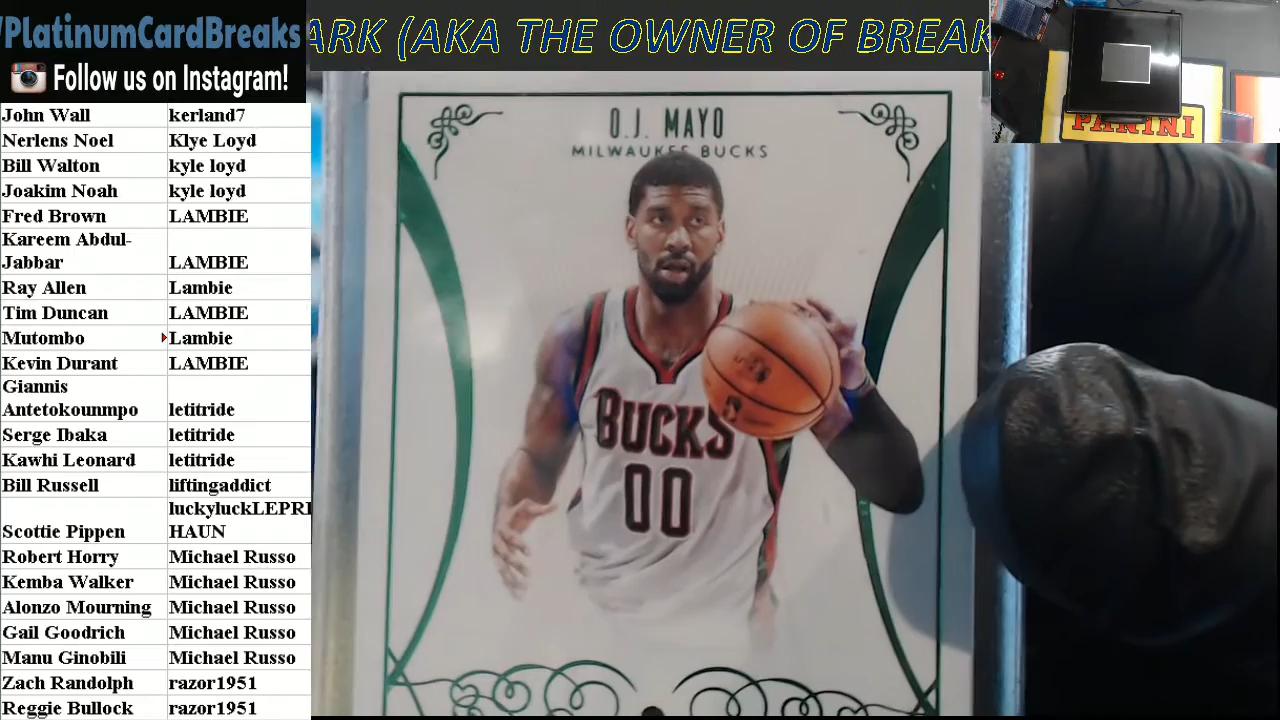 /PlatinumCardBreaks
Follow us on Instagram!
ARK (AKA THE OWNER OF BREAK
John Wall kerland7
Nerlens Noel Klye Loyd
Bill Walton kyle loyd
Joakim Noah kyle loyd
Fred Brown LAMBIE
Kareem Abdul-
Jabbar LAMBIE
Ray Allen Lambie
Tim Duncan LAMBIE
Mutombo Lambie
Kevin Durant LAMBIE
Giannis
Antetokounmpo letitride
Serge Ibaka letitride
Kawhi Leonard letitride
Bill Russell liftingaddict
luckyluckLEPRI
Scottie Pippen HAUN
Robert Horry Michael Russo
Kemba Walker Michael Russo
Alonzo Mourning Michael Russo
Gail Goodrich Michael Russo
Manu Ginobili Michael Russo
Zach Randolph razor1951
Reggie Bullock razor1951
O.J. MAYO
MILWAUKEE BUCKS
BUCKS
00
PANINI